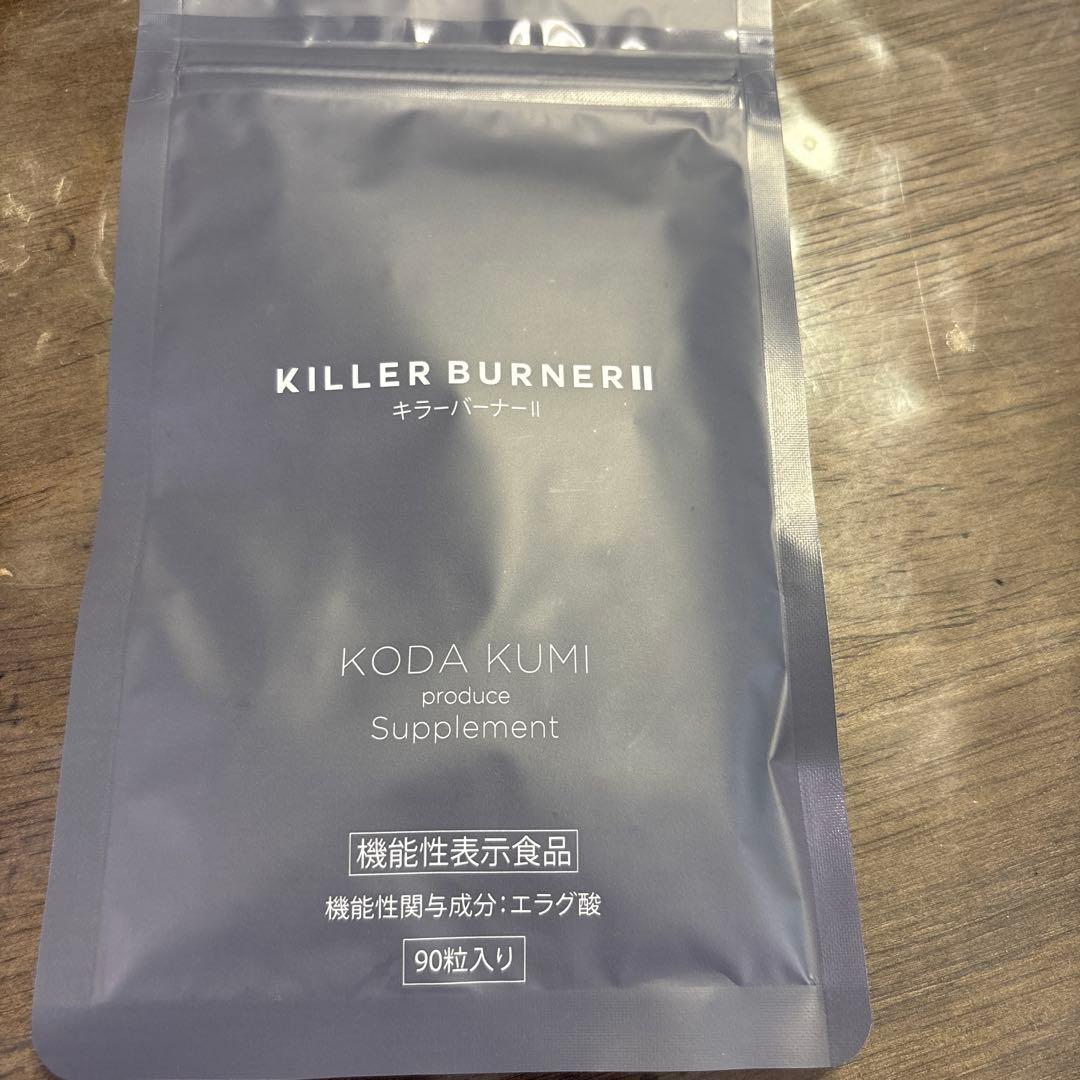 KILLER BURNERII
キラーバーナーII
KODA KUMI
produce
Supplement
機能性表示食品
機能性関与成分:エラグ酸
90粒入り